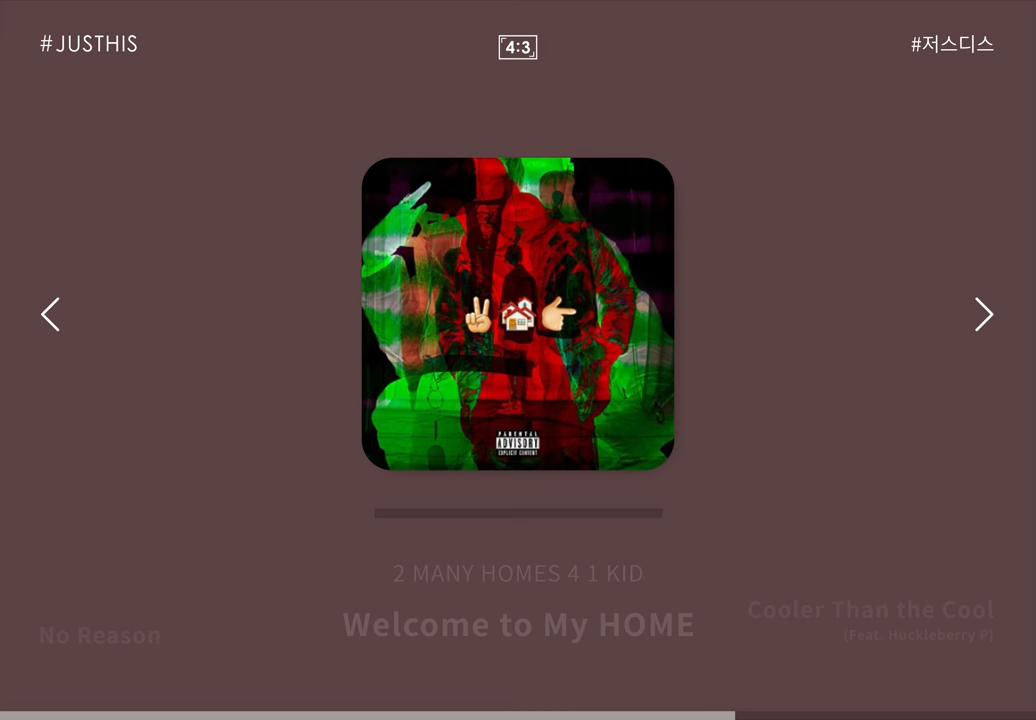 #JUSTHIS
4:3
#저스디스
PARENTAL
ADVISORY
EXPLICIT CONTENT
2 MANY HOMES 4 1 KID
Welcome to My HOME
No Reason
Cooler Than the Cool
(Feat. Huckleberry P)